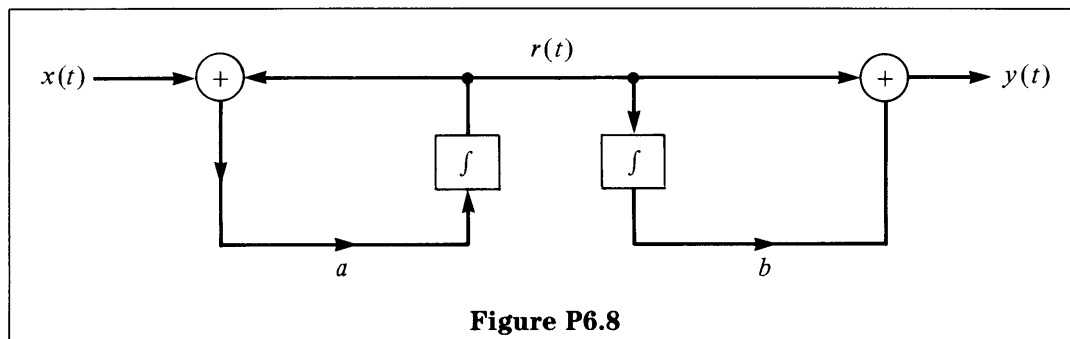 r(t)
x(t) + + y(t)
∫ ∫
a b
Figure P6.8